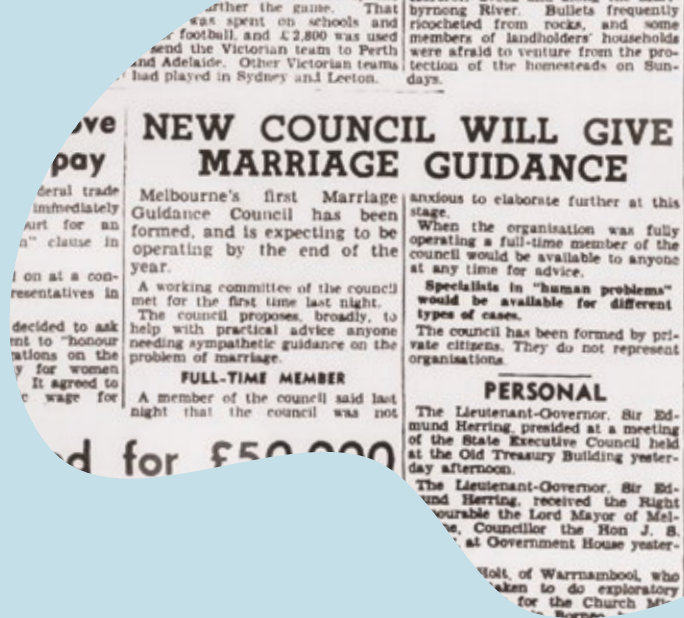 rther the game. That
was spent on schools and
football, and £2,800 was used
send the Victorian team to Perth
and Adelaide. Other Victorian teams
had played in Sydney and Leeton.
byrnong River. Bullets frequently
ricocheted from rocks, and some
members of landholders' households
were afraid to venture from the pro-
tection of the homesteads on Sun-
days.
ove
pay
deral trade
immediately
urt for an
" clause in
on at a con-
resentatives in
decided to ask
ent to "honour
ations on the
y for women
It agreed to
c wage for
NEW COUNCIL WILL GIVE
MARRIAGE GUIDANCE
Melbourne's first Marriage
Guidance Council has been
formed, and is expecting to be
operating by the end of the
year.
A working committee of the council
met for the first time last night.
The council proposes, broadly, to
help with practical advice anyone
needing sympathetic guidance on the
problem of marriage.
FULL-TIME MEMBER
A member of the council said last
night that the council was not
anxious to elaborate further at this
stage.
When the organisation was fully
operating a full-time member of the
council would be available to anyone
at any time for advice.
Specialists in "human problems"
would be available for different
types of cases.
The council has been formed by pri-
vate citizens. They do not represent
organisations.
d for £50,000
PERSONAL
The Lieutenant-Governor, Sir Ed-
mund Herring, presided at a meeting
of the State Executive Council held
at the Old Treasury Building yester-
day afternoon.
The Lieutenant-Governor, Sir Ed-
mund Herring, received the Right
ourable the Lord Mayor of Mel-
ne, Councillor the Hon J. S.
at Government House yester-
Holt, of Warrnambool, who
aken to do exploratory
for the Church